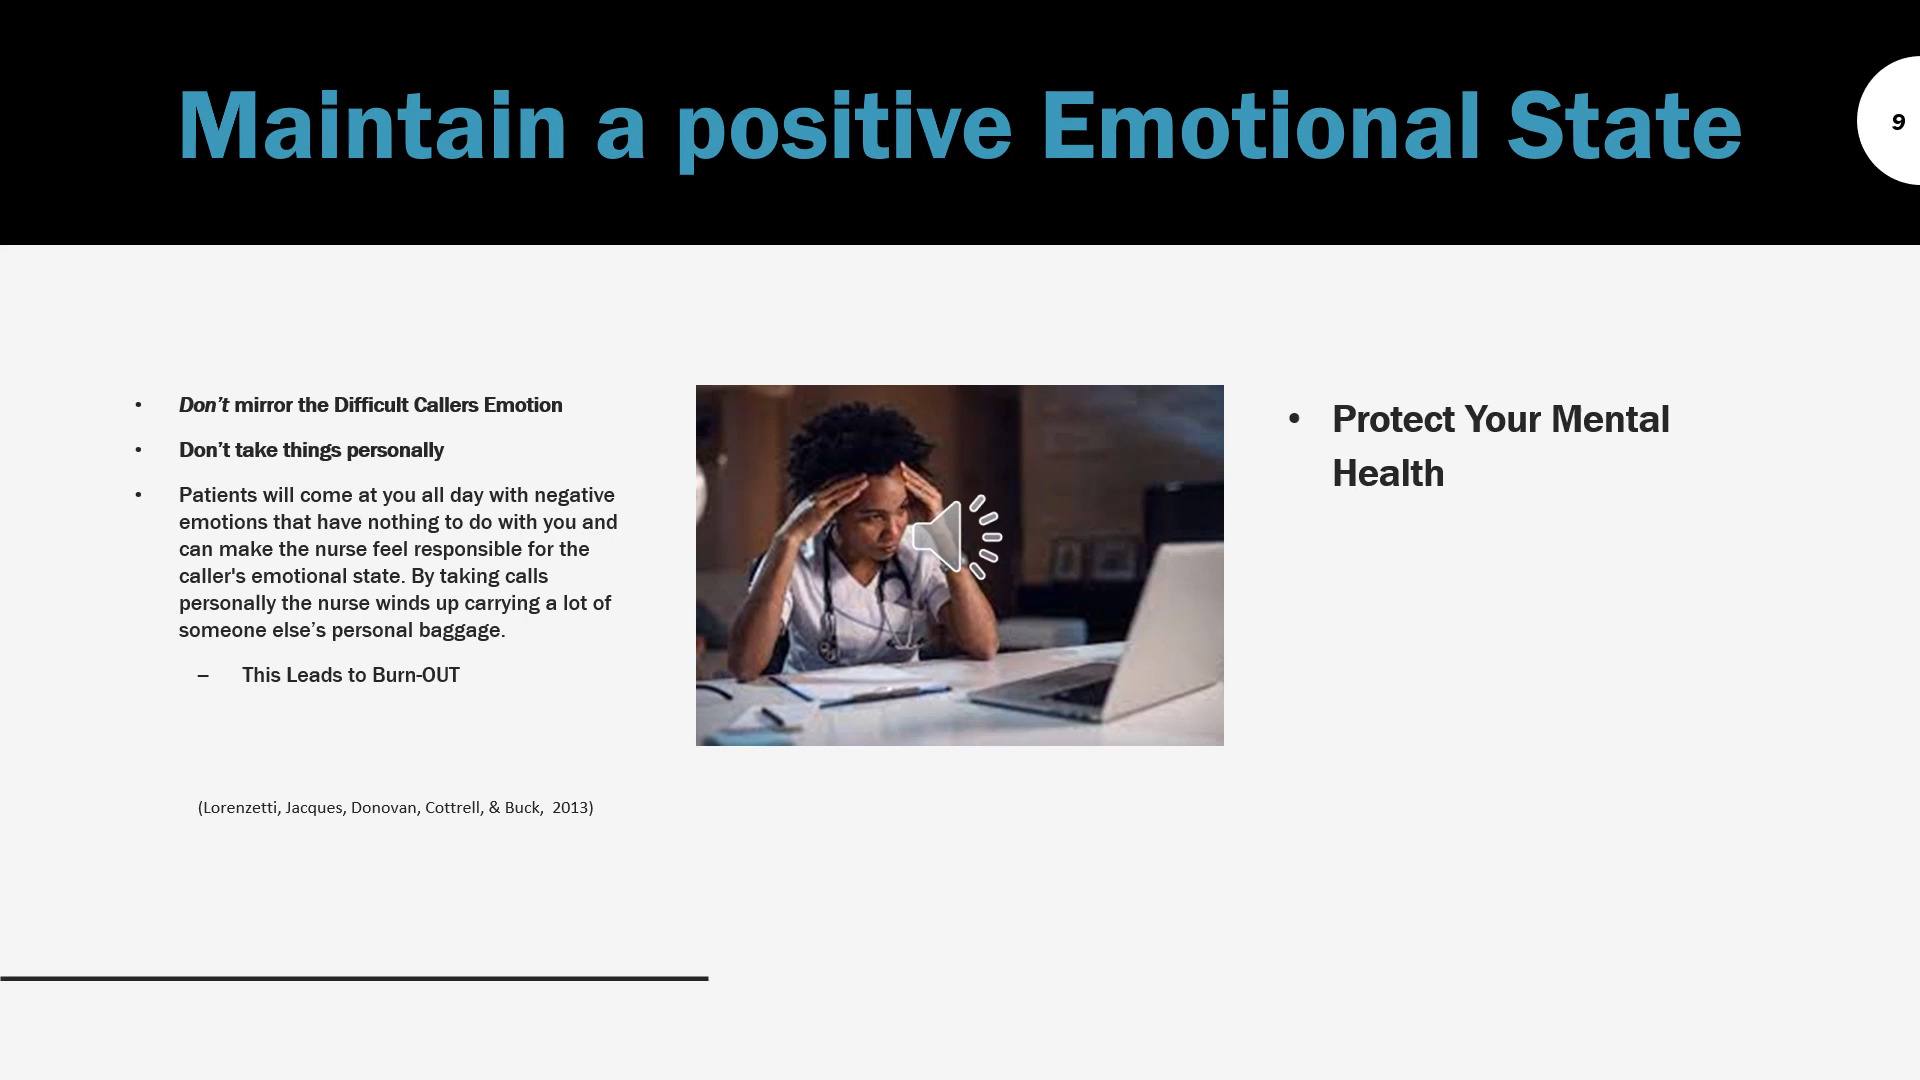 Maintain a positive Emotional State
9
• Don’t mirror the Difficult Callers Emotion
• Don’t take things personally
• Patients will come at you all day with negative
emotions that have nothing to do with you and
can make the nurse feel responsible for the
caller's emotional state. By taking calls
personally the nurse winds up carrying a lot of
someone else’s personal baggage.
– This Leads to Burn-OUT
(Lorenzetti, Jacques, Donovan, Cottrell, & Buck,  2013)
• Protect Your Mental
Health